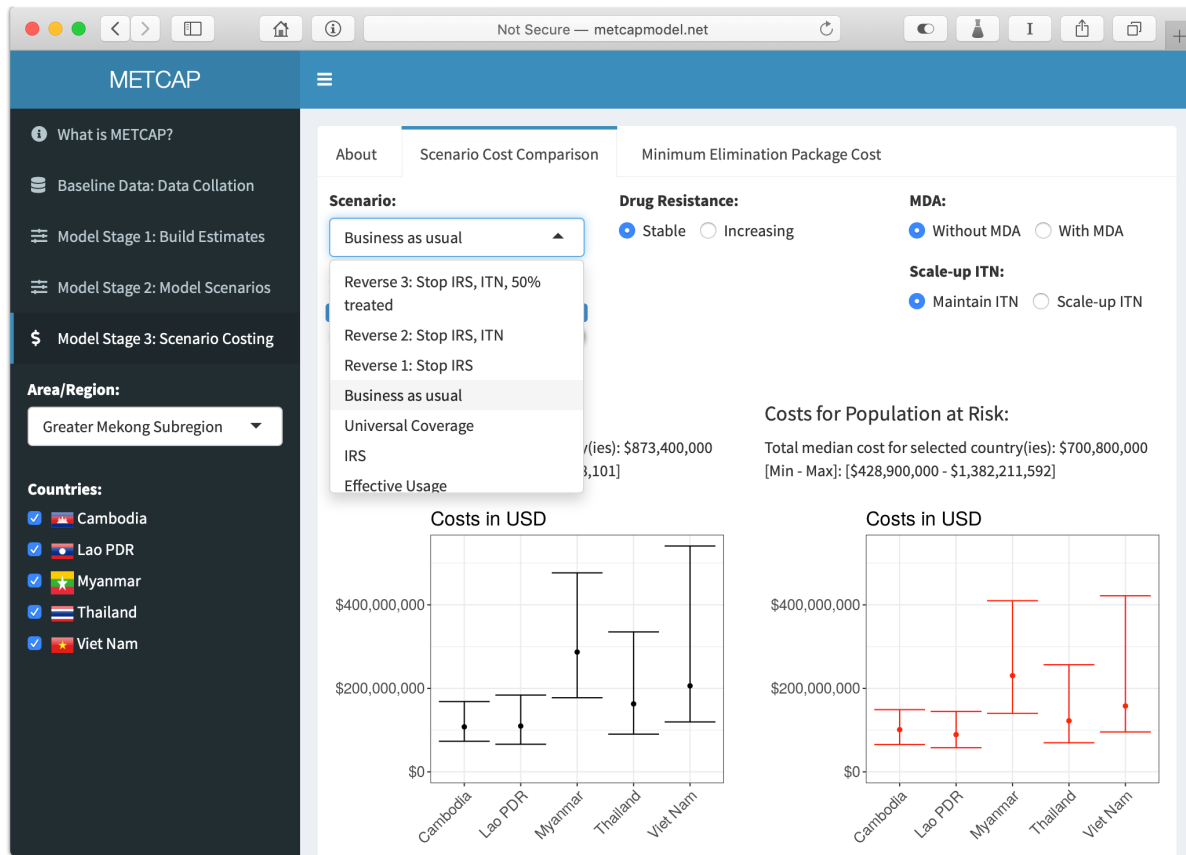 Not Secure — metcapmodel.net
METCAP
What is METCAP?
Baseline Data: Data Collation
Model Stage 1: Build Estimates
Model Stage 2: Model Scenarios
$ Model Stage 3: Scenario Costing
Area/Region:
Greater Mekong Subregion
Countries:
Cambodia
Lao PDR
Myanmar
Thailand
Viet Nam
About
Scenario Cost Comparison
Minimum Elimination Package Cost
Scenario:
Business as usual
Reverse 3: Stop IRS, ITN, 50%
treated
Reverse 2: Stop IRS, ITN
Reverse 1: Stop IRS
Business as usual
Universal Coverage
IRS
Effective Usage
Drug Resistance:
Stable
Increasing
MDA:
Without MDA
With MDA
Scale-up ITN:
Maintain ITN
Scale-up ITN
y(ies): $873,400,000
,101]
Costs in USD
$400,000,000
$200,000,000
$0
Cambodia
Lao PDR
Myanmar
Thailand
Viet Nam
Costs for Population at Risk:
Total median cost for selected country(ies): $700,800,000
[Min - Max]: [$428,900,000 - $1,382,211,592]
Costs in USD
$400,000,000
$200,000,000
$0
Cambodia
Lao PDR
Myanmar
Thailand
Viet Nam